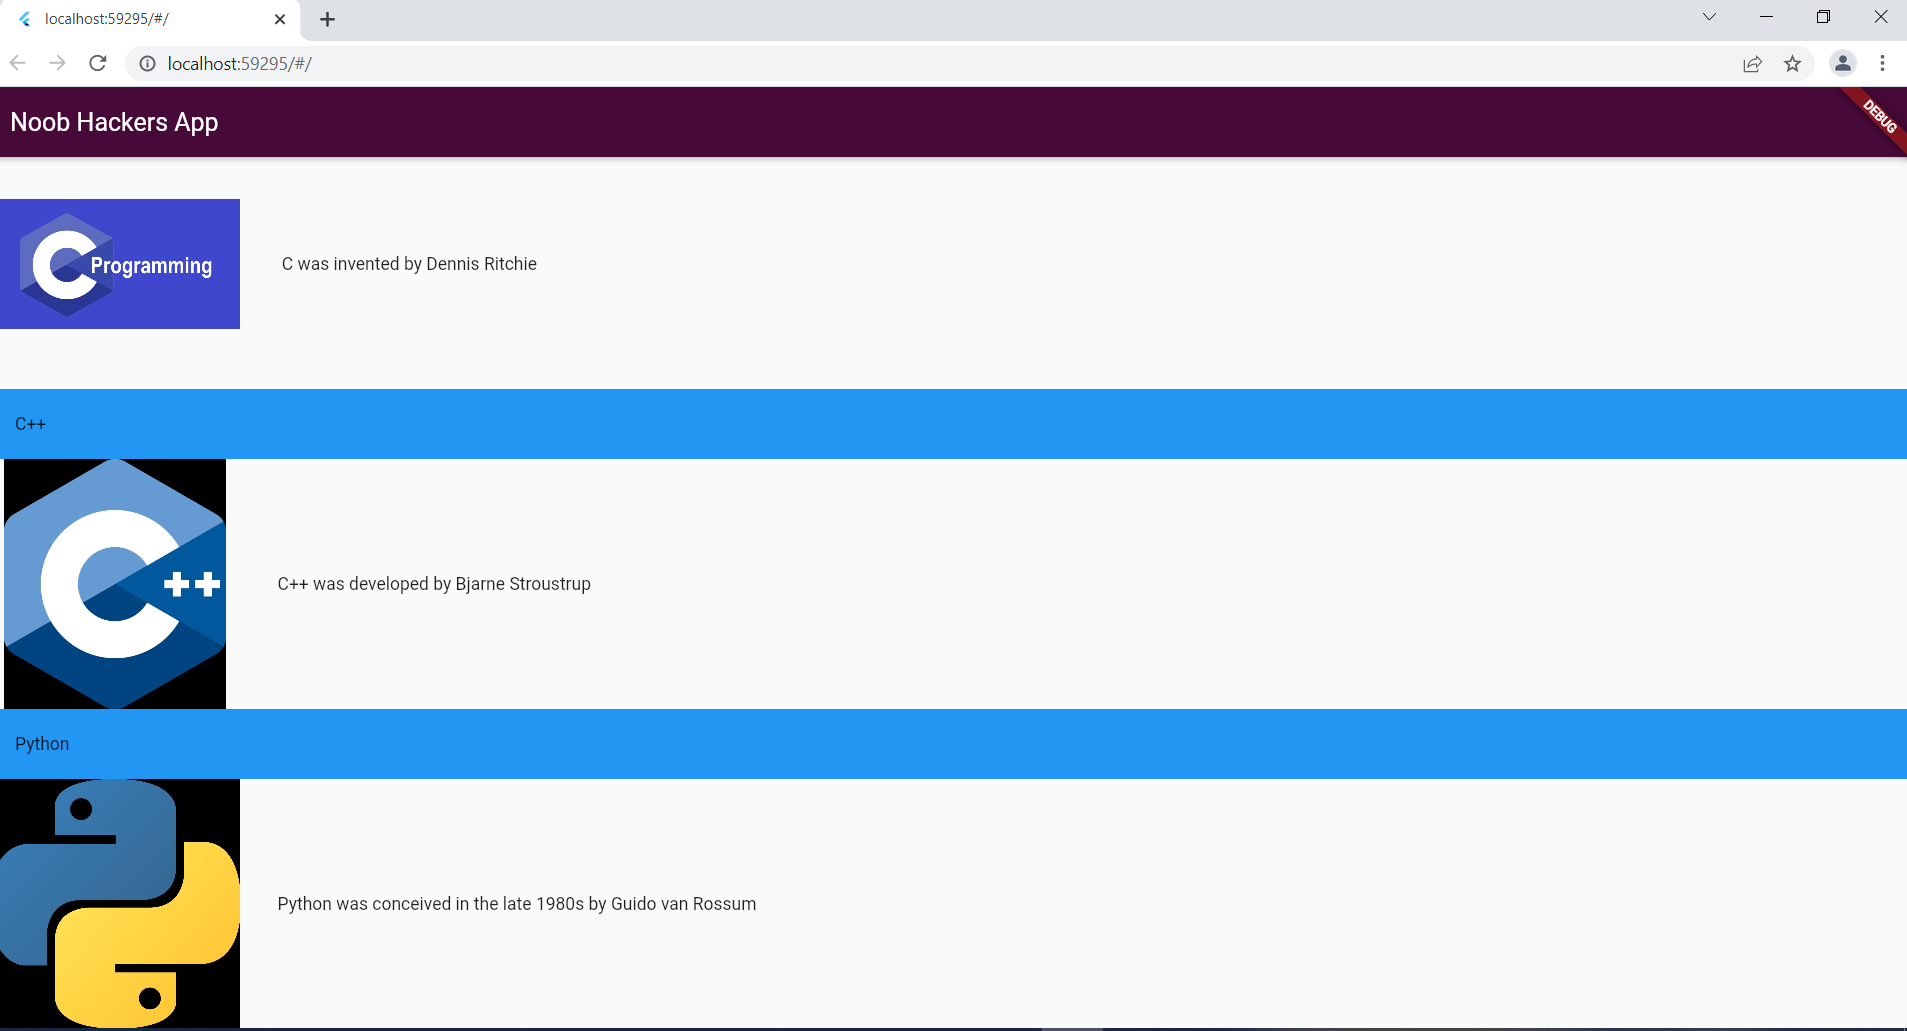 localhost:59295/#/
localhost:59295/#/
Noob Hackers App
DEBUG
Programming
C was invented by Dennis Ritchie
C++
++
C++ was developed by Bjarne Stroustrup
Python
Python was conceived in the late 1980s by Guido van Rossum